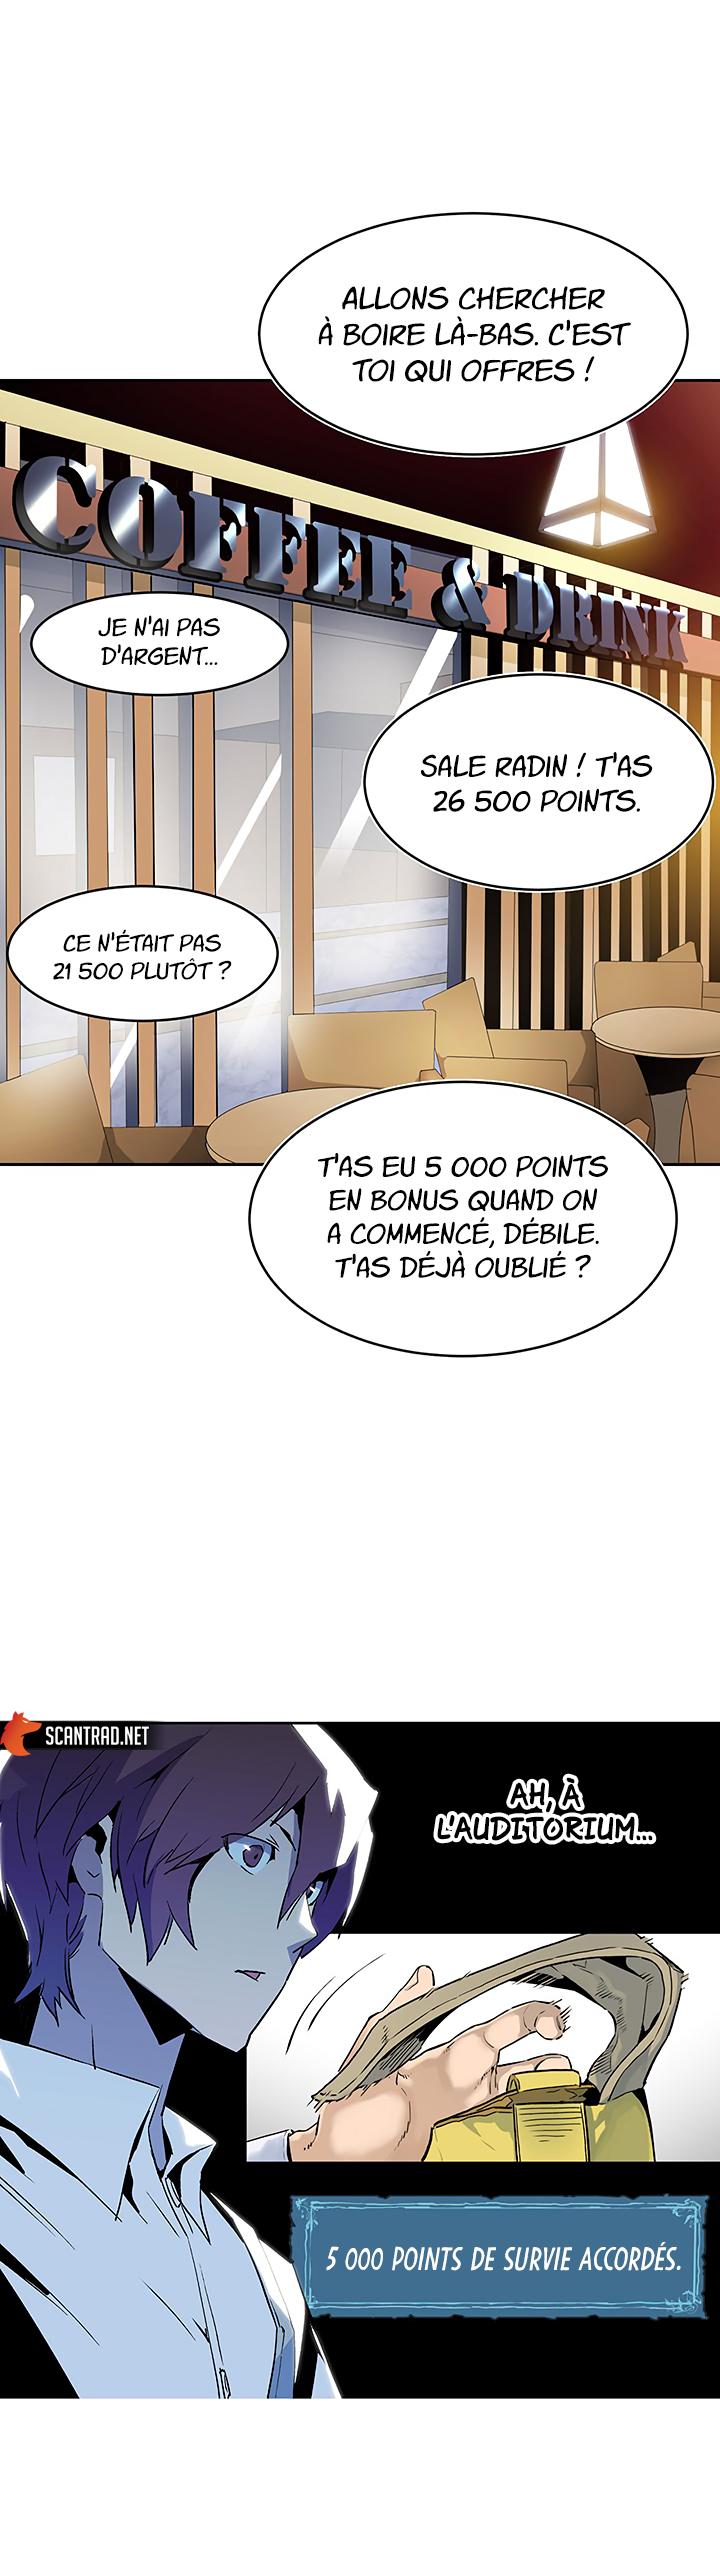 ALLONS CHERCHER
À BOIRE LÀ-BAS. C'EST
TOI QUI OFFRES !
COFFEE & DRINK
JE N'AI PAS
D'ARGENT...
SALE RADIN ! T'AS
26 500 POINTS.
CE N'ÉTAIT PAS
21 500 PLUTÔT ?
T'AS EU 5 000 POINTS
EN BONUS QUAND ON
A COMMENCÉ, DÉBILE.
T'AS DÉJÀ OUBLIÉ ?
SCANTRAD.NET
AH, À
L'AUDITORIUM...
5 000 POINTS DE SURVIE ACCORDÉS.